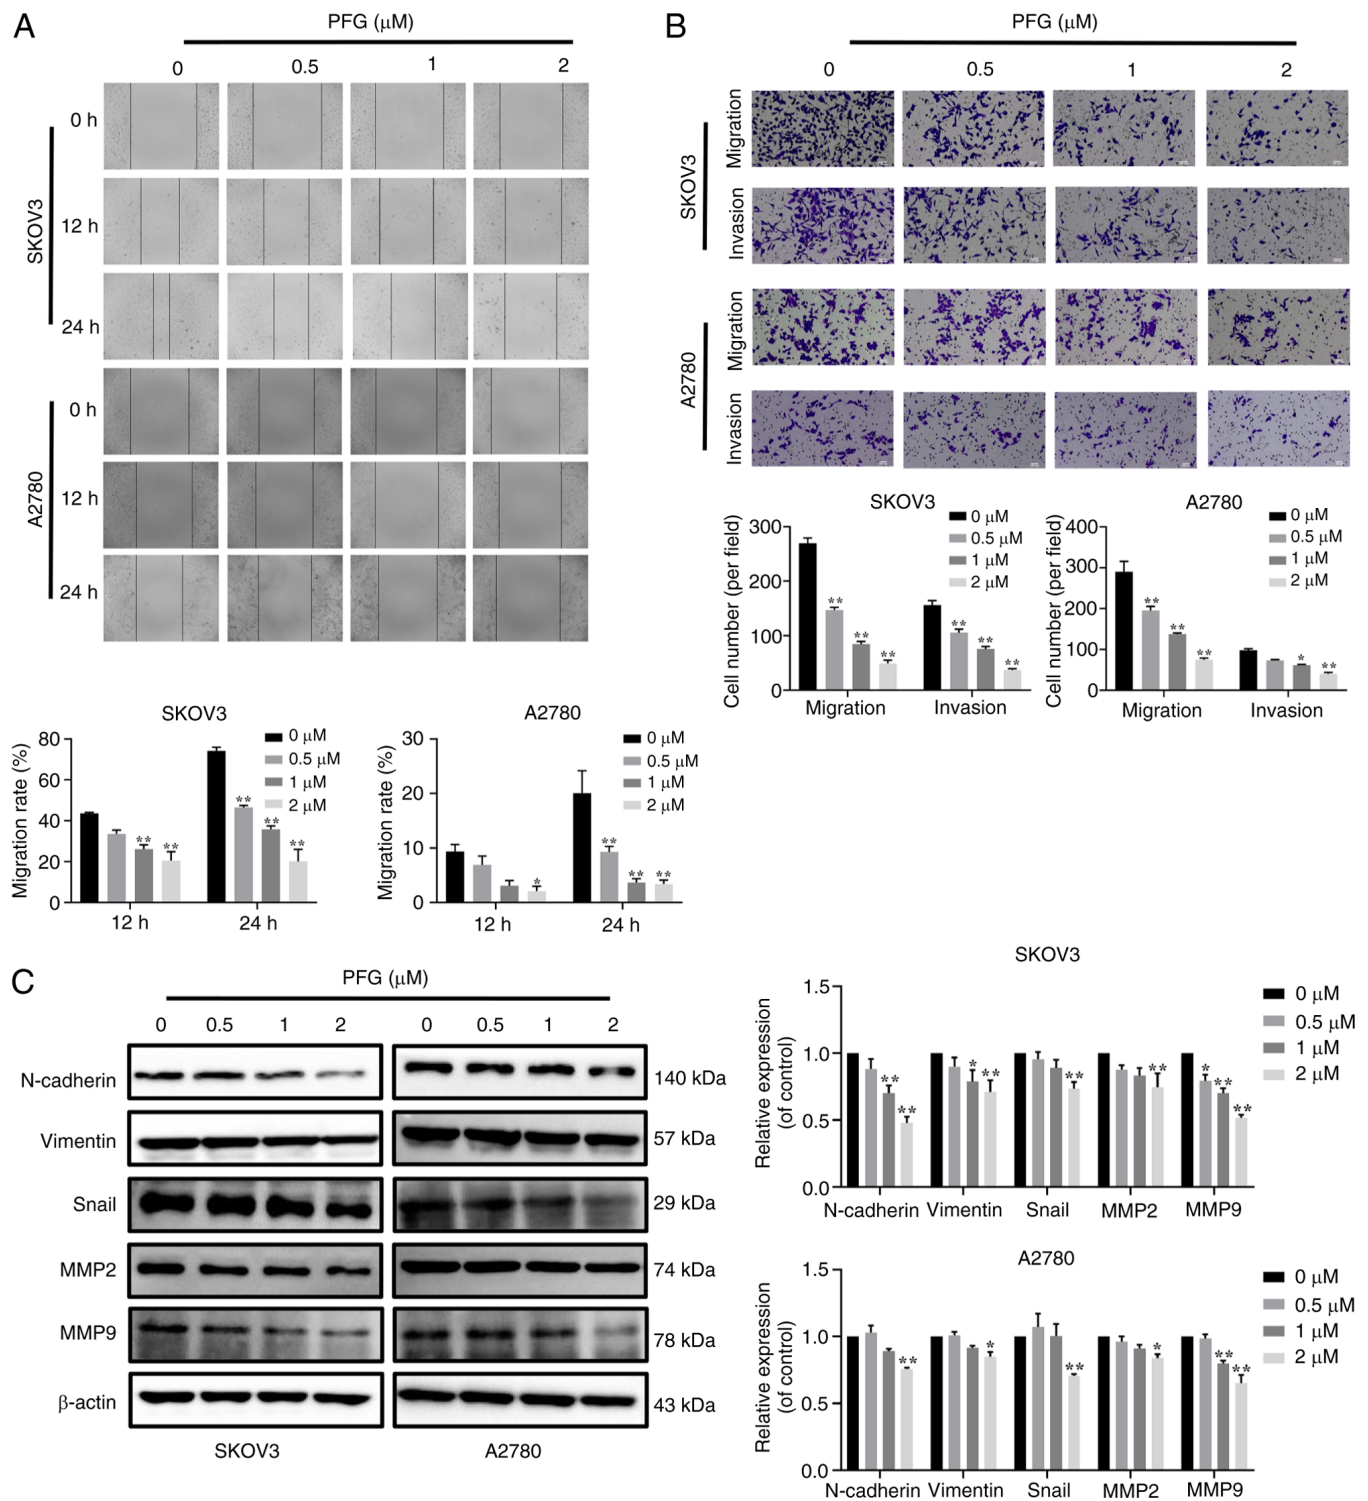 A
PFG (μM)
0 0.5 1 2
SKOV3
0 h
12 h
24 h
A2780
0 h
12 h
24 h
SKOV3
Migration rate (%)
80
60
40
20
0
** ** ** ** **
12 h 24 h
0 μM
0.5 μM
1 μM
2 μM
A2780
Migration rate (%)
30
20
10
0
* ** ** **
12 h 24 h
0 μM
0.5 μM
1 μM
2 μM
B
PFG (μM)
0 0.5 1 2
SKOV3
Migration
Invasion
A2780
Migration
Invasion
SKOV3
Cell number (per field)
300
200
100
0
** ** ** ** ** **
Migration Invasion
0 μM
0.5 μM
1 μM
2 μM
A2780
Cell number (per field)
400
300
200
100
0
** ** ** * **
Migration Invasion
0 μM
0.5 μM
1 μM
2 μM
C
PFG (μM)
0 0.5 1 2 0 0.5 1 2
N-cadherin 140 kDa
Vimentin 57 kDa
Snail 29 kDa
MMP2 74 kDa
MMP9 78 kDa
β-actin 43 kDa
SKOV3 A2780
SKOV3
Relative expression
(of control)
1.5
1.0
0.5
0.0
** ** * ** ** ** * ** **
N-cadherin Vimentin Snail MMP2 MMP9
0 μM
0.5 μM
1 μM
2 μM
A2780
Relative expression
(of control)
1.5
1.0
0.5
0.0
** * ** * ** **
N-cadherin Vimentin Snail MMP2 MMP9
0 μM
0.5 μM
1 μM
2 μM